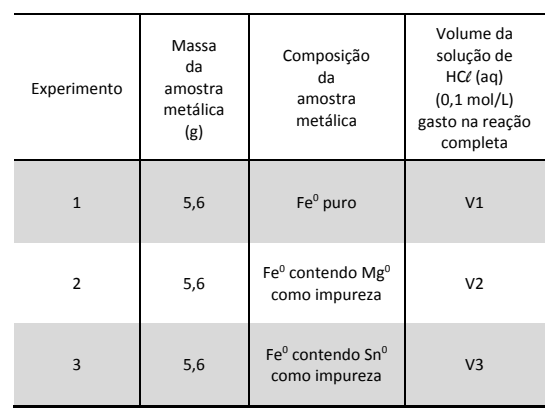 Experimento
Massa
da
amostra
metálica
(g)
Composição
da
amostra
metálica
Volume da
solução de
HCℓ (aq)
(0,1 mol/L)
gasto na reação
completa
1
5,6
Fe⁰ puro
V1
2
5,6
Fe⁰ contendo Mg⁰
como impureza
V2
3
5,6
Fe⁰ contendo Sn⁰
como impureza
V3